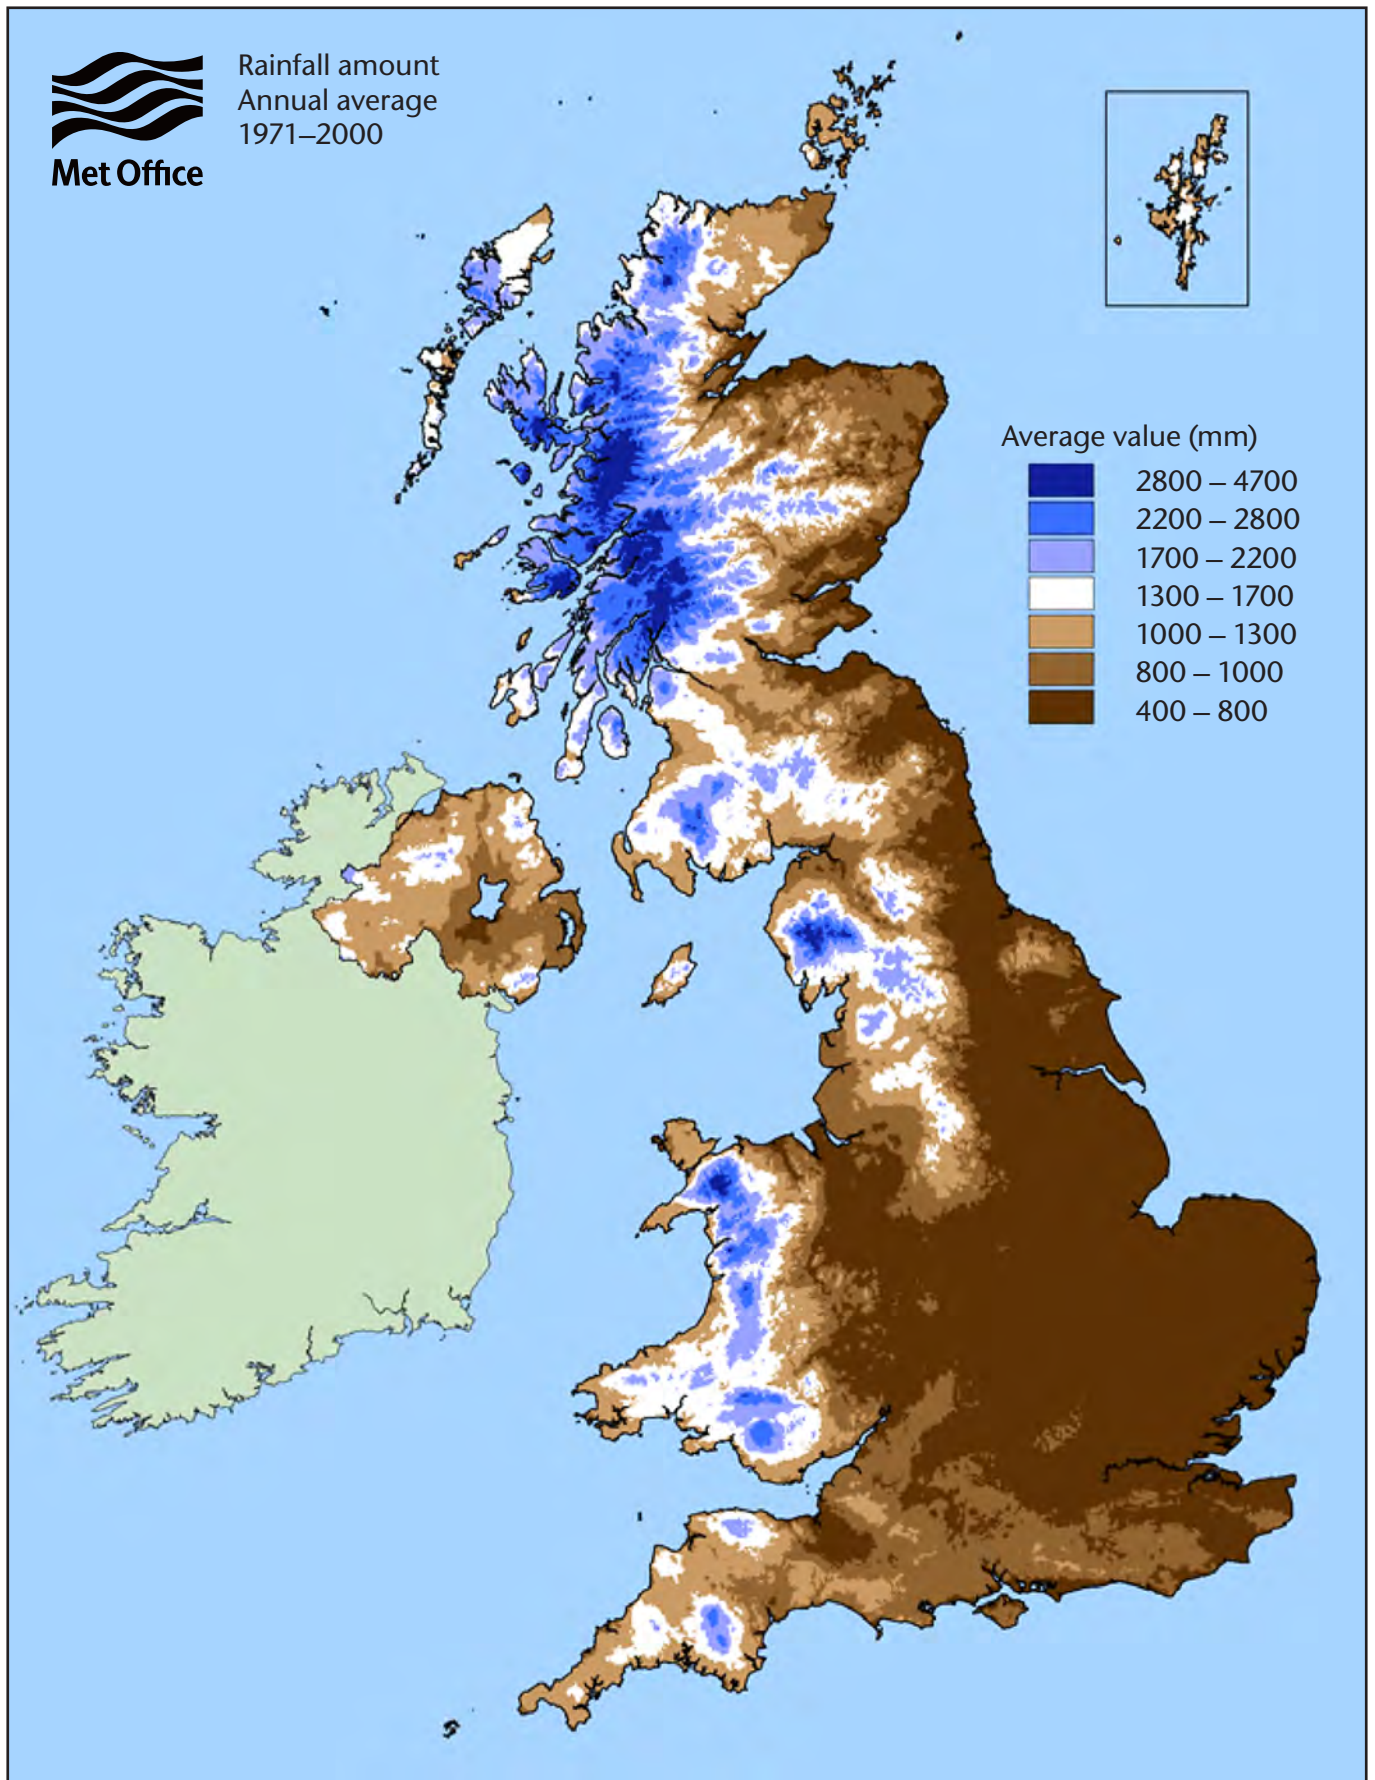 Rainfall amount
Annual average
1971–2000
Met Office
Average value (mm)
2800 – 4700
2200 – 2800
1700 – 2200
1300 – 1700
1000 – 1300
800 – 1000
400 – 800